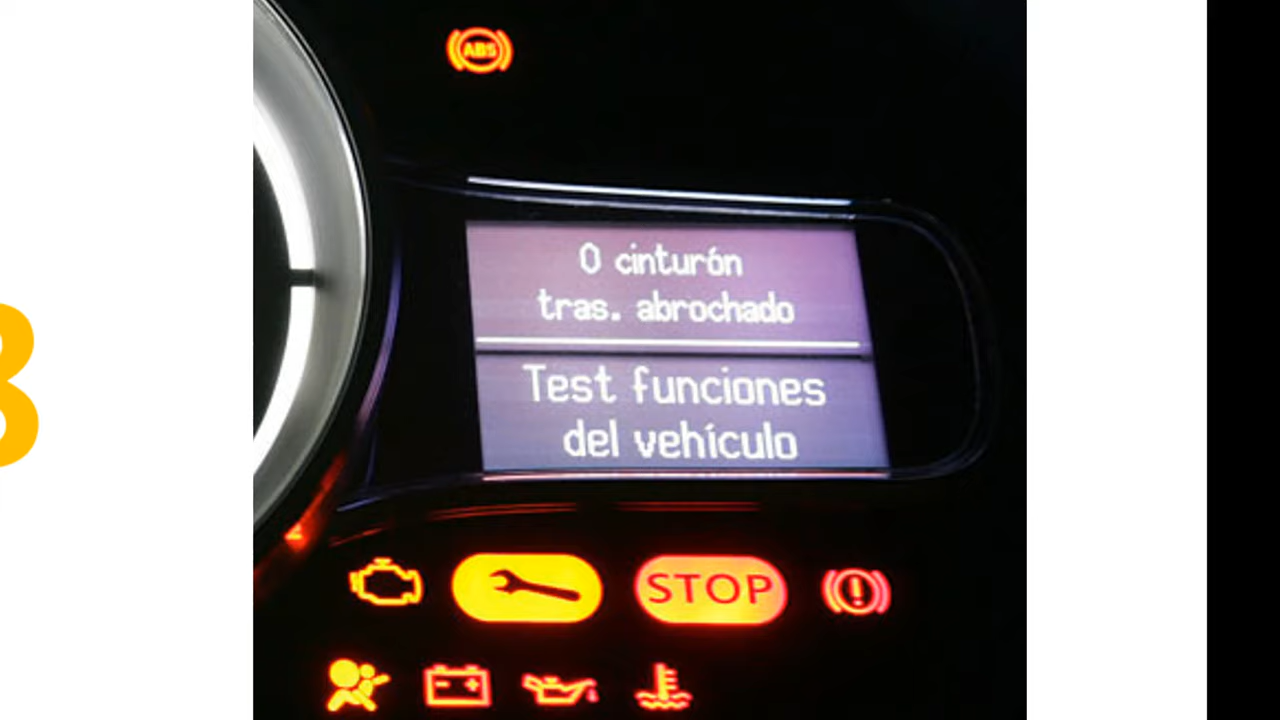 ABS
0 cinturón
tras. abrochado
Test funciones
del vehículo
STOP